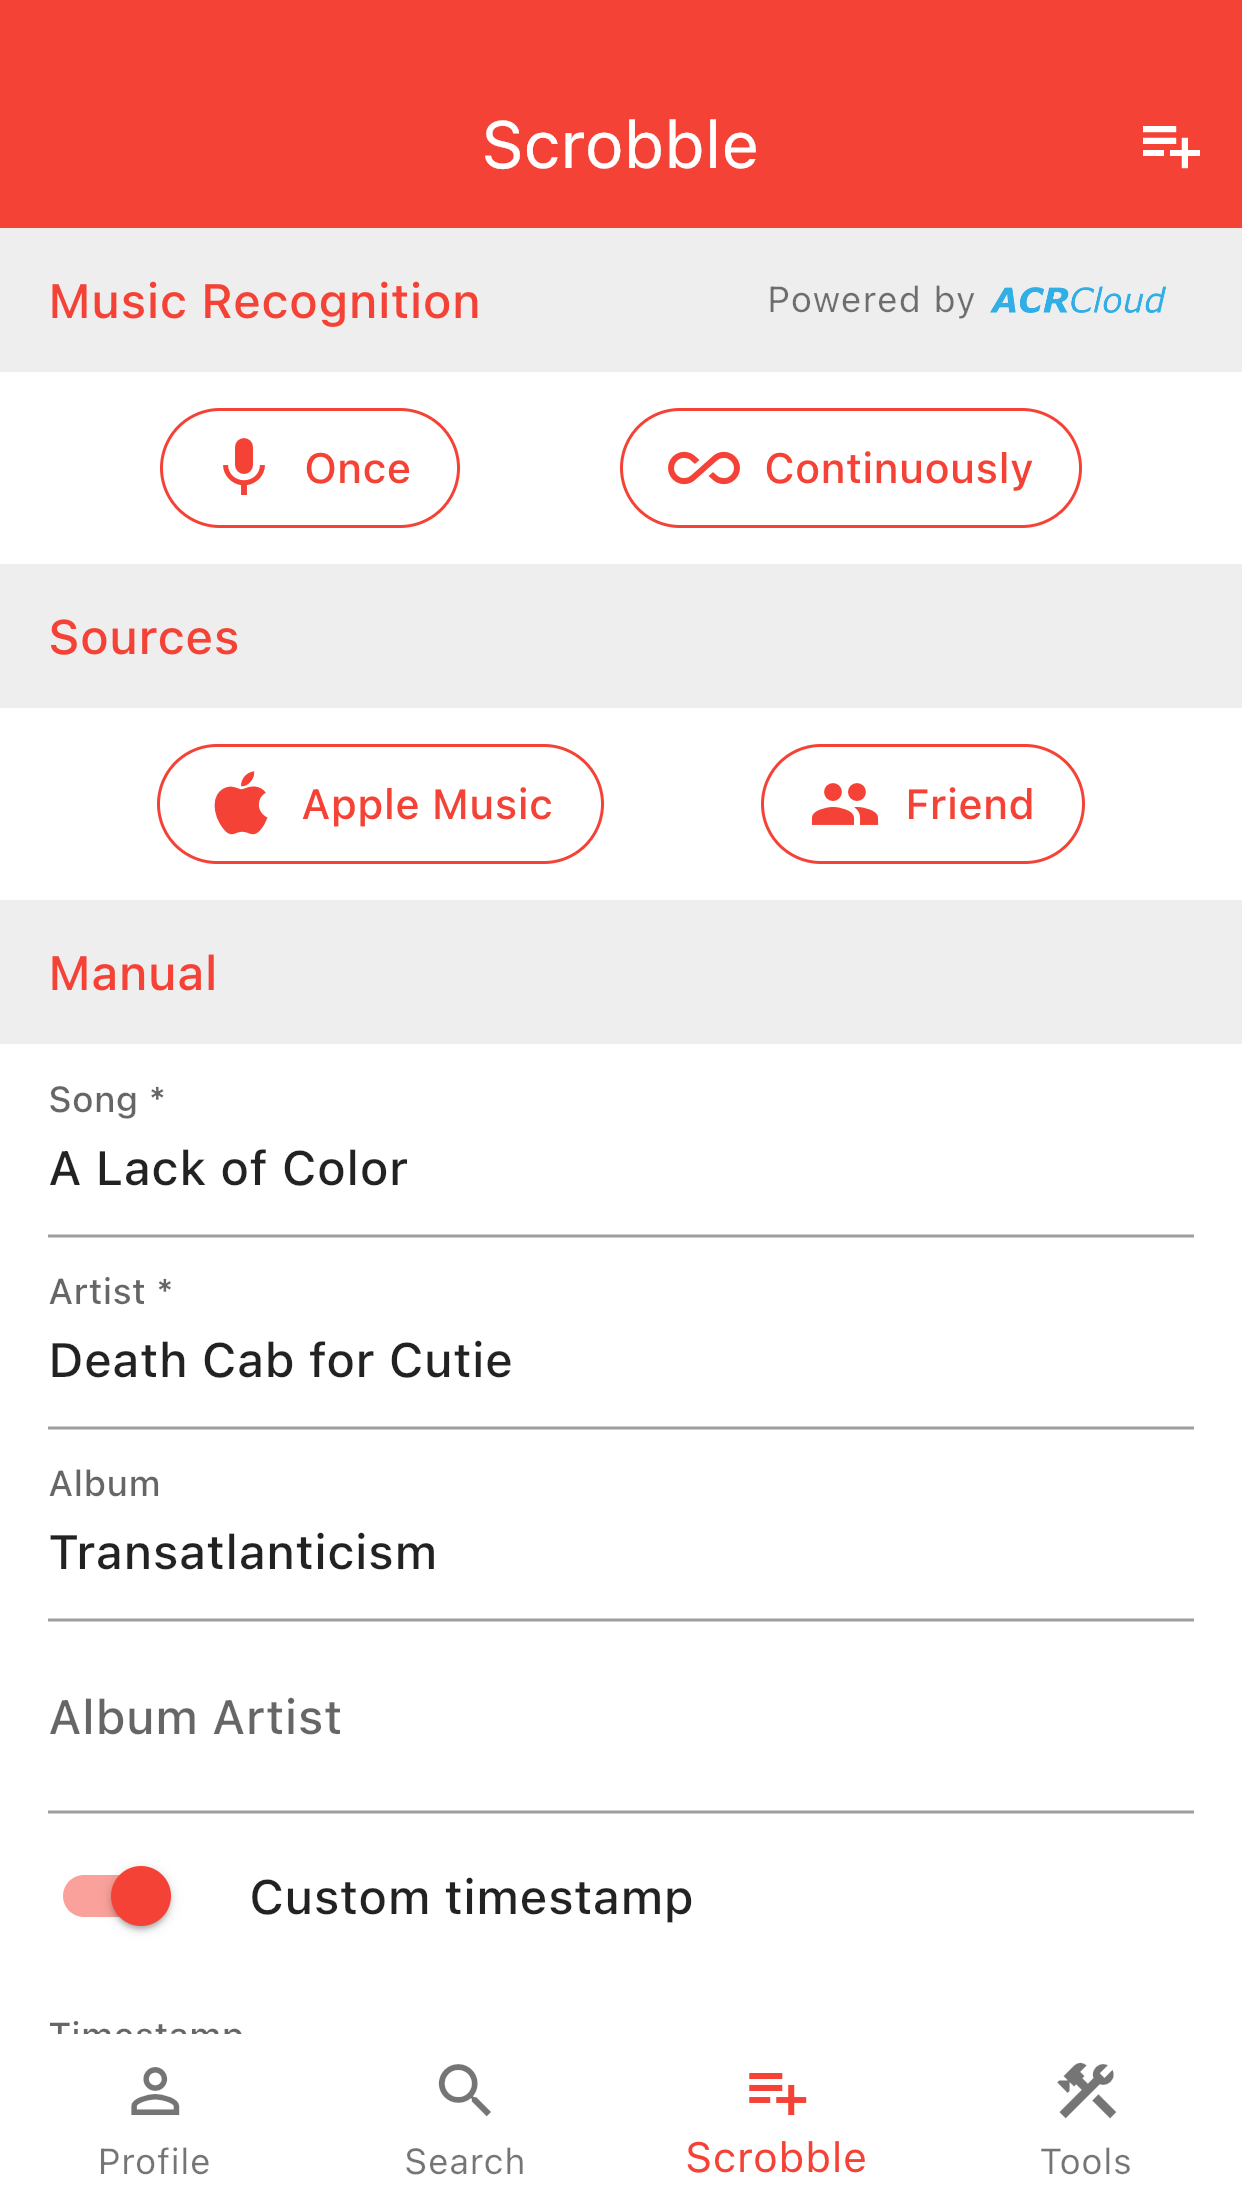 Scrobble
Music Recognition
Powered by ACRCloud
Once
Continuously
Sources
Apple Music
Friend
Manual
Song *
A Lack of Color
Artist *
Death Cab for Cutie
Album
Transatlanticism
Album Artist
Custom timestamp
Timestamp
Profile
Search
Scrobble
Tools